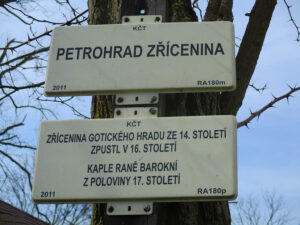 KČT
PETROHRAD ZŘÍCENINA
2011 RA180m
KČT
ZŘÍCENINA GOTICKÉHO HRADU ZE 14. STOLETÍ
ZPUSTL V 16. STOLETÍ
KAPLE RANĚ BAROKNÍ
Z POLOVINY 17. STOLETÍ
2011 RA180p